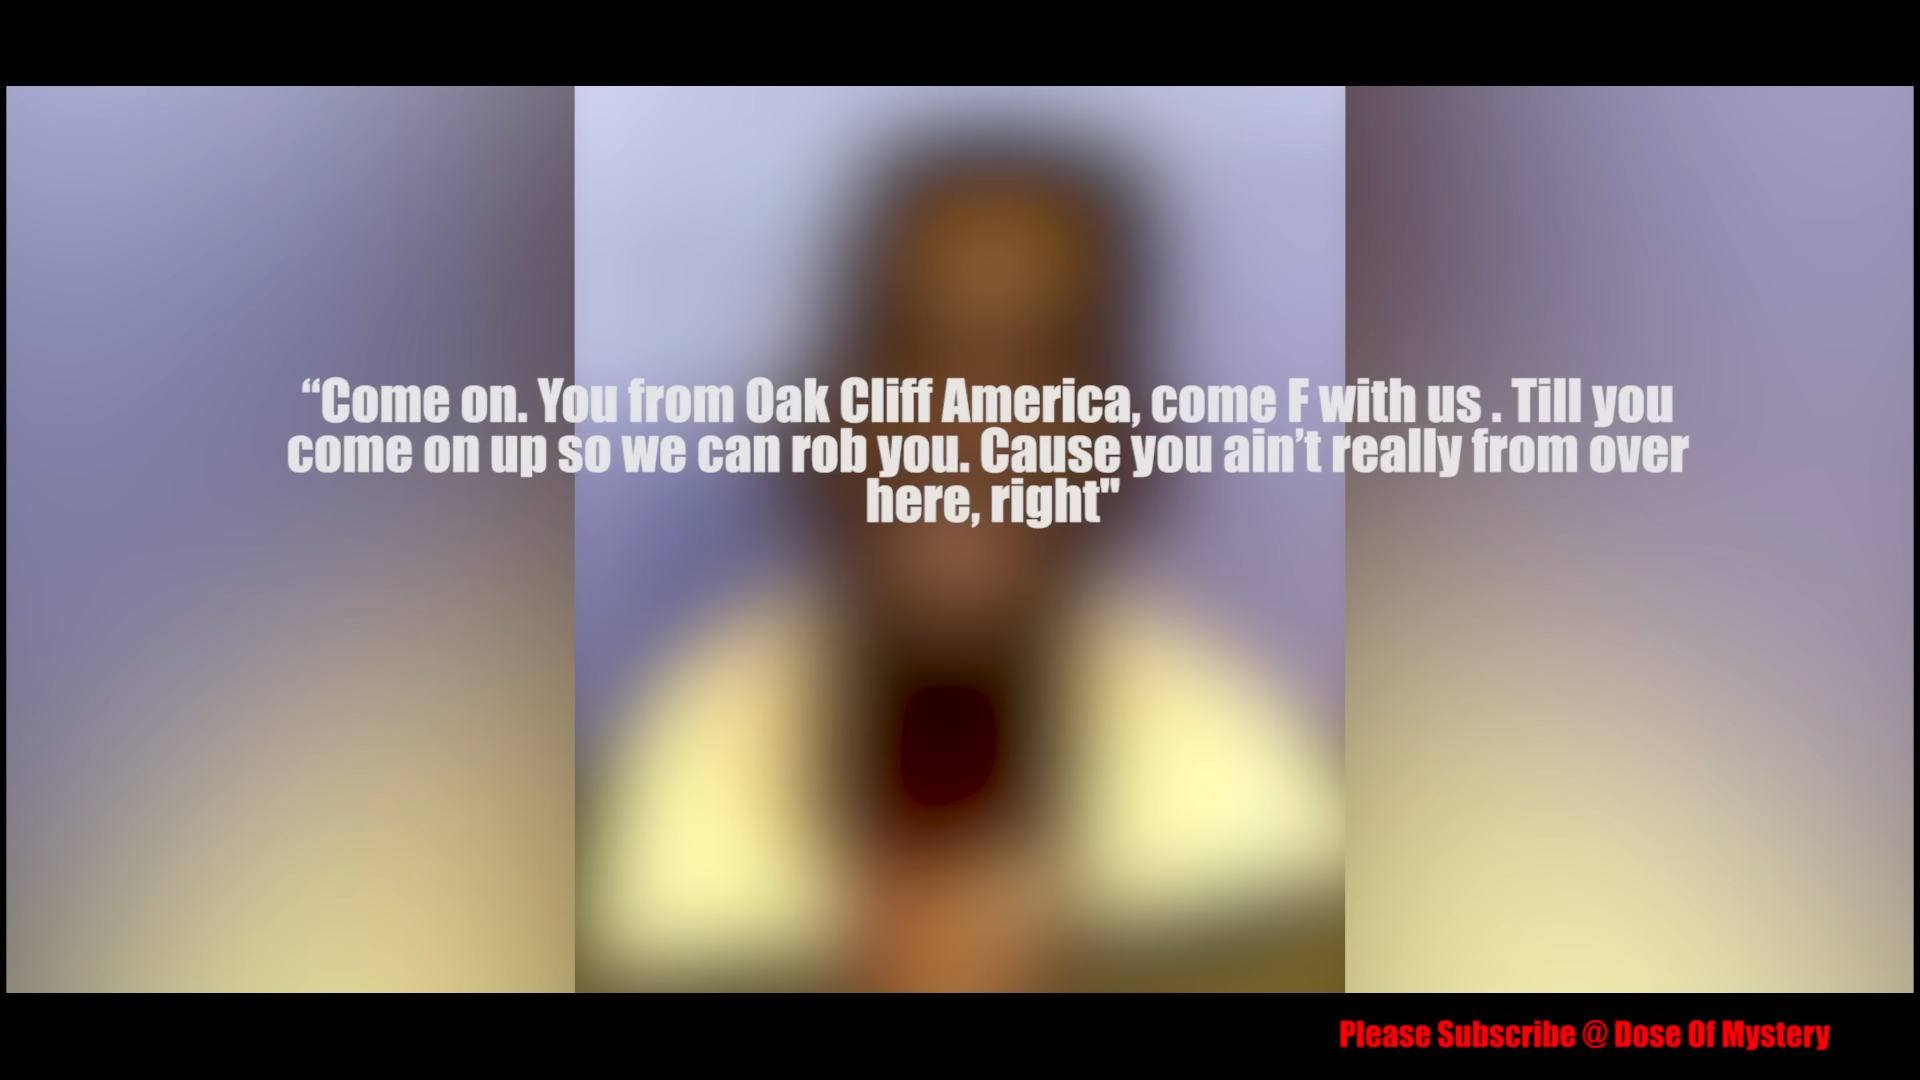 “Come on. You from Oak Cliff America, come F with us . Till you
come on up so we can rob you. Cause you ain’t really from over
here, right"
Please Subscribe @ Dose Of Mystery